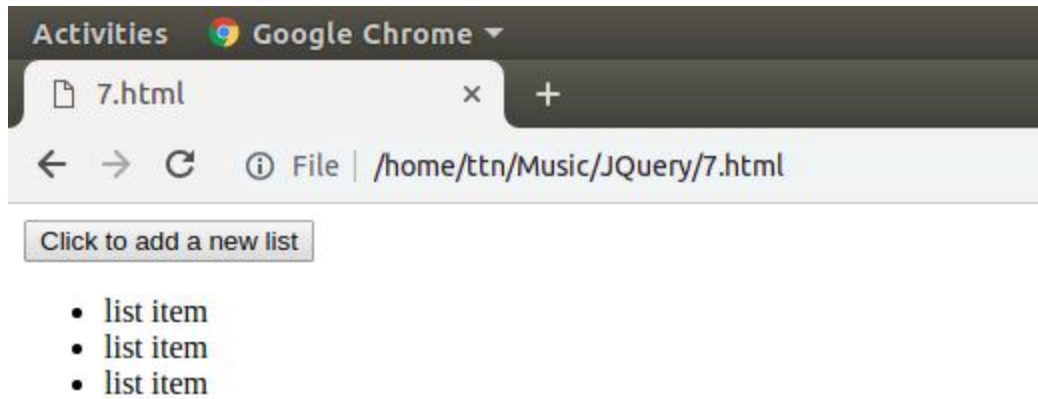 Activities Google Chrome
7.html
File /home/ttn/Music/JQuery/7.html
Click to add a new list
list item
list item
list item